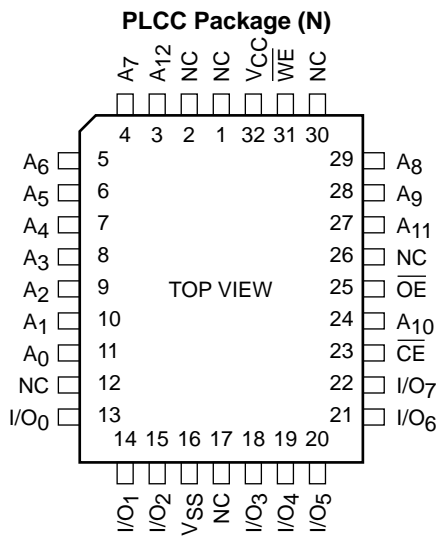 PLCC Package (N)
A7 A12 NC NC VCC W̅E̅ NC
4 3 2 1 32 31 30
A6 5 29 A8
A5 6 28 A9
A4 7 27 A11
A3 8 26 NC
A2 9 TOP VIEW 25 O̅E̅
A1 10 24 A10
A0 11 23 C̅E̅
NC 12 22 I/O7
I/O0 13 21 I/O6
14 15 16 17 18 19 20
I/O1 I/O2 VSS NC I/O3 I/O4 I/O5